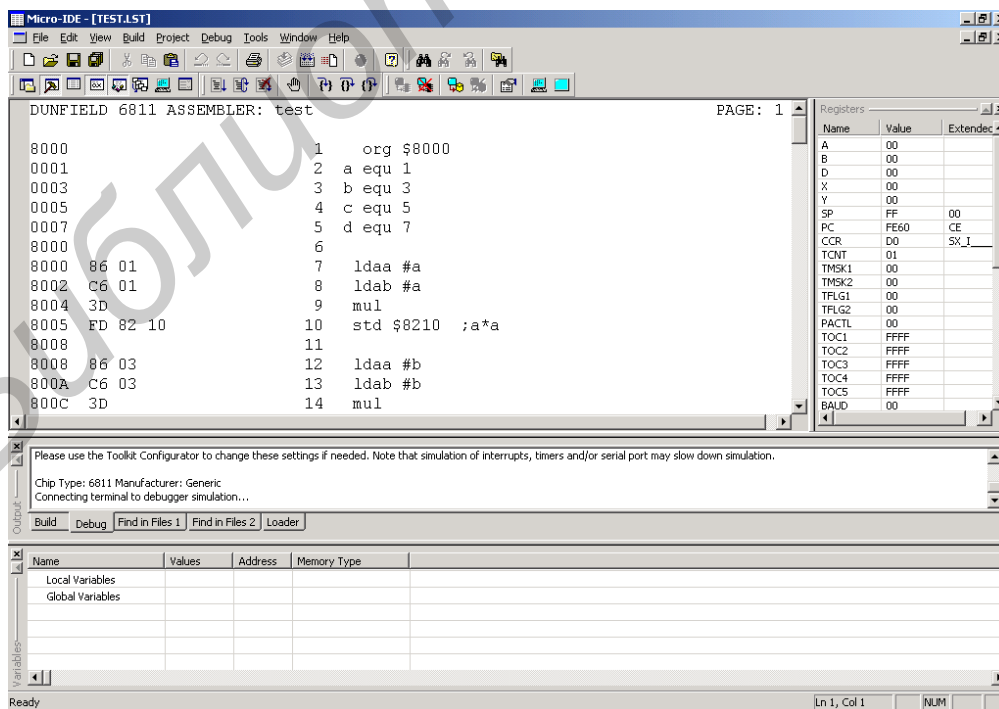 Micro-IDE - [TEST.LST]
File Edit View Build Project Debug Tools Window Help
DUNFIELD 6811 ASSEMBLER: test PAGE: 1
8000 1 org $8000
0001 2 a equ 1
0003 3 b equ 3
0005 4 c equ 5
0007 5 d equ 7
8000 6
8000 86 01 7 ldaa #a
8002 C6 01 8 ldab #a
8004 3D 9 mul
8005 FD 82 10 10 std $8210 ;a*a
8008 11
8008 86 03 12 ldaa #b
800A C6 03 13 ldab #b
800C 3D 14 mul
Registers
Name Value Extended
A 00
B 00
D 00
X 00
Y 00
SP FF 00
PC FE60 CE
CCR D0 SX_I____
TCNT 01
TMSK1 00
TMSK2 00
TFLG1 00
TFLG2 00
PACTL 00
TOC1 FFFF
TOC2 FFFF
TOC3 FFFF
TOC4 FFFF
TOC5 FFFF
BAUD 00
Output
Please use the Toolkit Configurator to change these settings if needed. Note that simulation of interrupts, timers and/or serial port may slow down simulation.
Chip Type: 6811 Manufacturer: Generic
Connecting terminal to debugger simulation...
Build Debug Find in Files 1 Find in Files 2 Loader
Variables
Name Values Address Memory Type
Local Variables
Global Variables
Ready Ln 1, Col 1 NUM